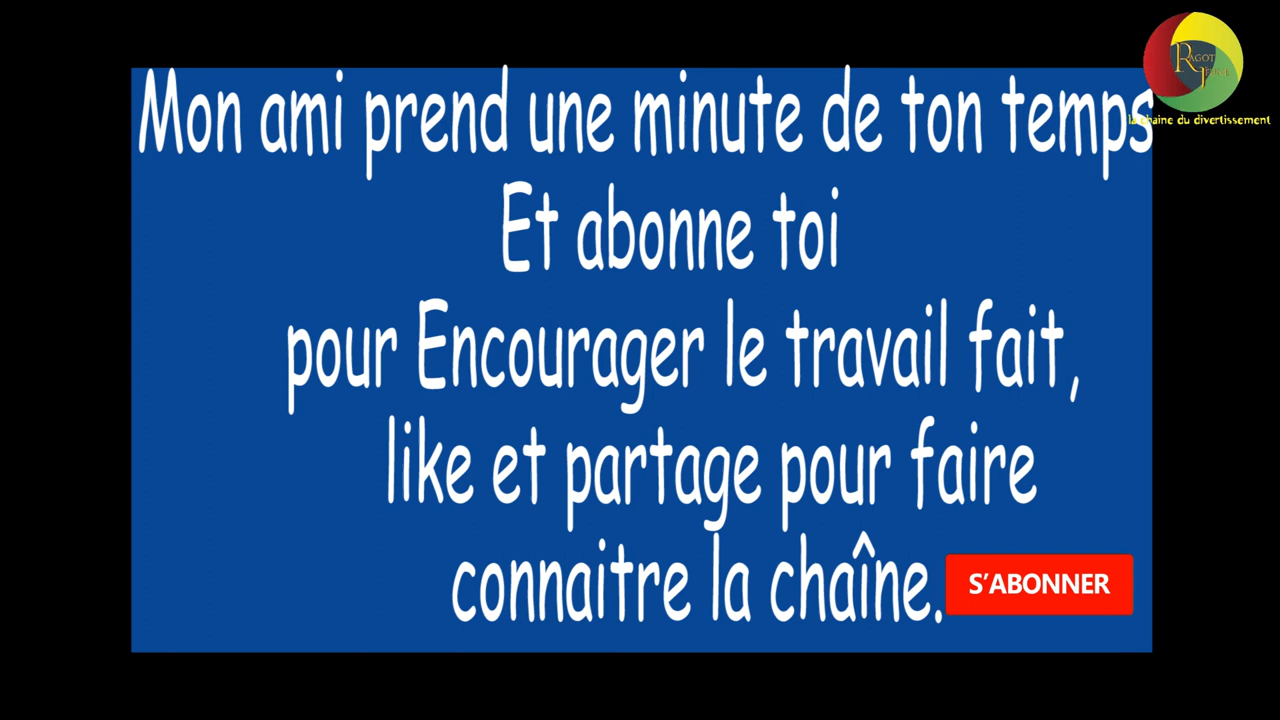 Mon ami prend une minute de ton temps
Et abonne toi
pour Encourager le travail fait,
like et partage pour faire
connaitre la chaîne.
S'ABONNER
RAGOT
la chaine du divertissement